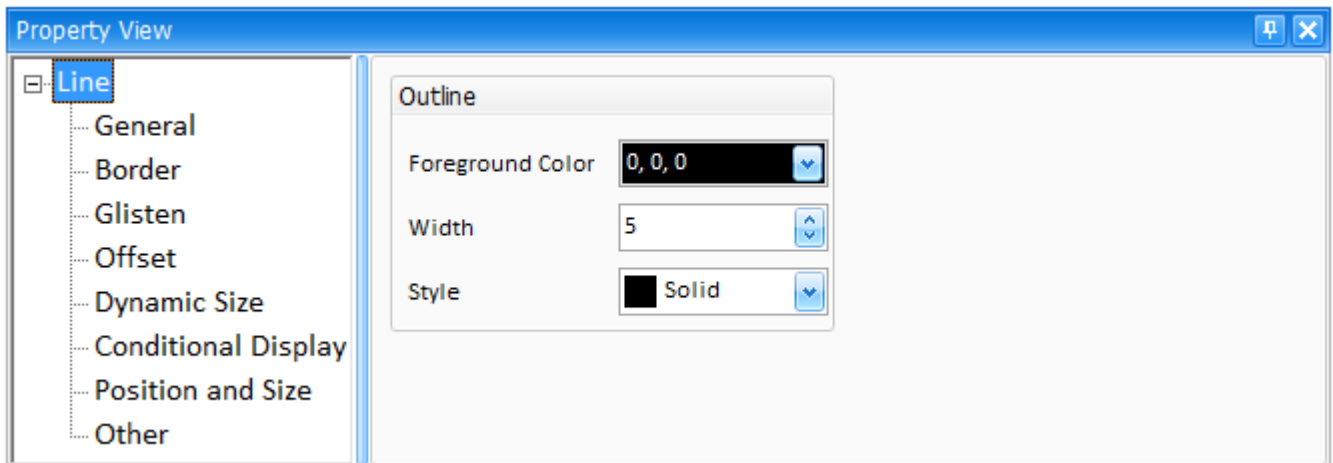 Property View
Line
General
Border
Glisten
Offset
Dynamic Size
Conditional Display
Position and Size
Other
Outline
Foreground Color 0, 0, 0
Width 5
Style Solid